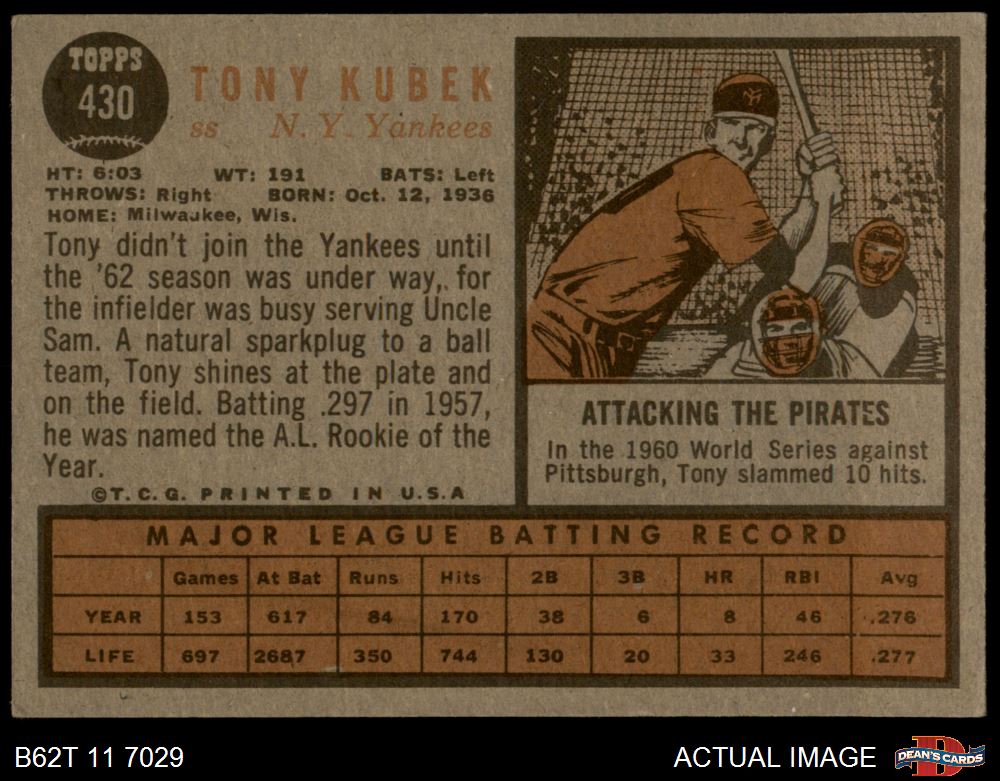 TOPPS
430
TONY KUBEK
ss N. Y. Yankees
HT: 6:03 WT: 191 BATS: Left
THROWS: Right BORN: Oct. 12, 1936
HOME: Milwaukee, Wis.
Tony didn't join the Yankees until
the '62 season was under way, for
the infielder was busy serving Uncle
Sam. A natural sparkplug to a ball
team, Tony shines at the plate and
on the field. Batting .297 in 1957,
he was named the A.L. Rookie of the
Year.
©T.C.G. PRINTED IN U.S.A
ATTACKING THE PIRATES
In the 1960 World Series against
Pittsburgh, Tony slammed 10 hits.
MAJOR LEAGUE BATTING RECORD
Games At Bat Runs Hits 2B 3B HR RBI Avg
YEAR 153 617 84 170 38 6 8 46 .276
LIFE 697 2687 350 744 130 20 33 246 .277
B62T 11 7029 ACTUAL IMAGE
D
DEAN'S CARDS